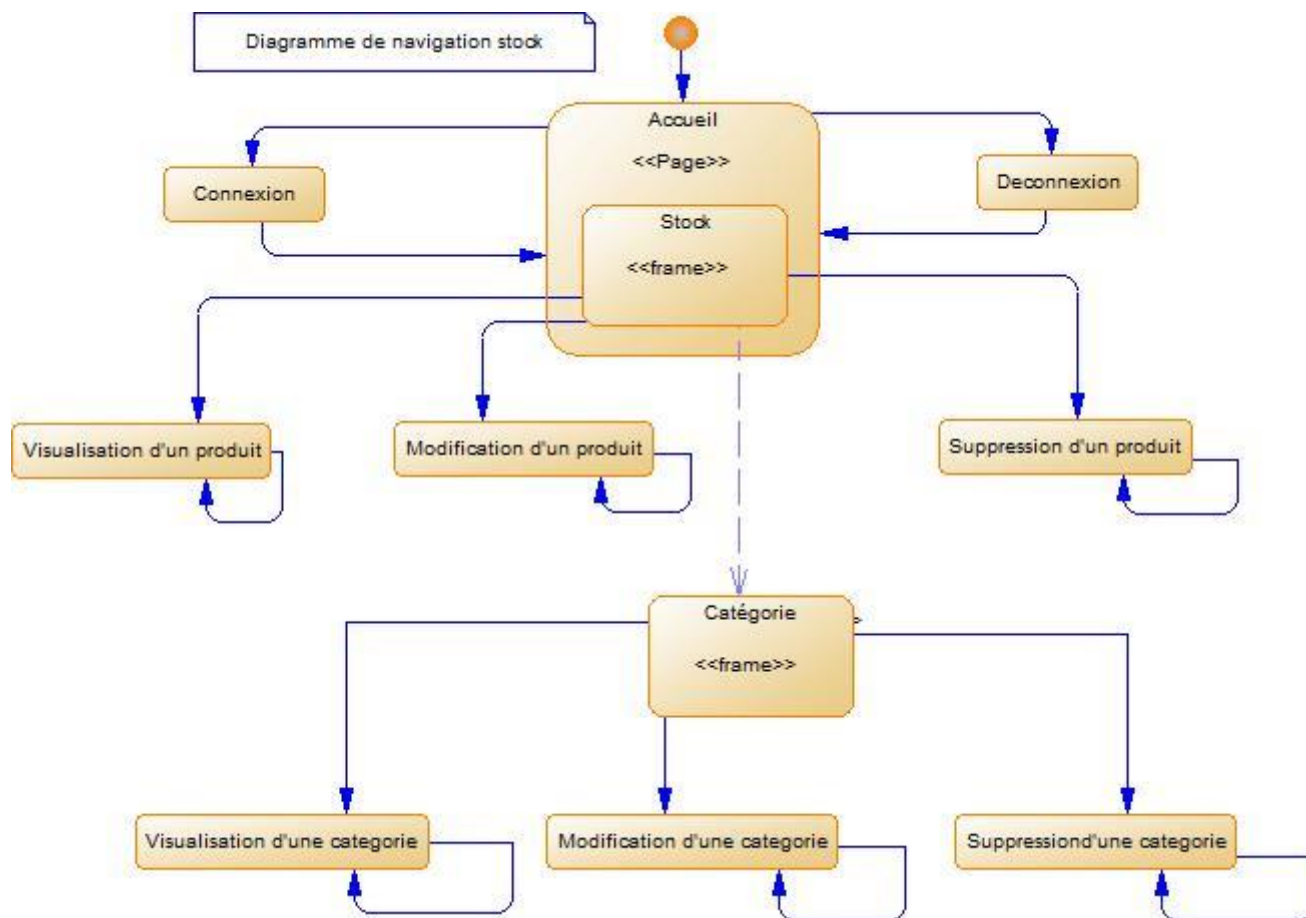 Diagramme de navigation stock
Accueil
<<Page>>
Connexion
Deconnexion
Stock
<<frame>>
Visualisation d'un produit
Modification d'un produit
Suppression d'un produit
Catégorie
<<frame>>
Visualisation d'une categorie
Modification d'une categorie
Suppressiond'une categorie